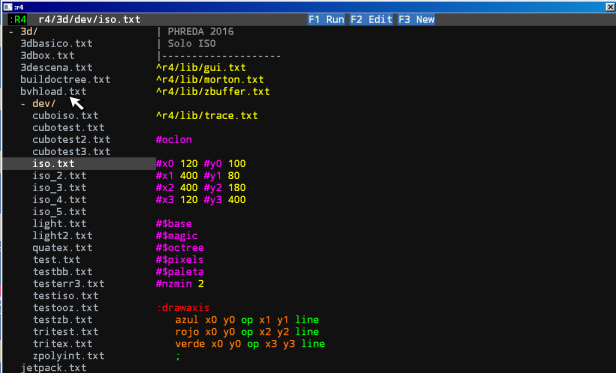 :r4
:R4 r4/3d/dev/iso.txt F1 Run F2 Edit F3 New
- 3d/ | PHREDA 2016
3dbasico.txt | Solo ISO
3dbox.txt |-------------------
3descena.txt ^r4/lib/gui.txt
buildoctree.txt ^r4/lib/morton.txt
bvhload.txt ^r4/lib/zbuffer.txt
- dev/
cuboiso.txt ^r4/lib/trace.txt
cubotest.txt
cubotest2.txt #oclon
cubotest3.txt
iso.txt #x0 120 #y0 100
iso_2.txt #x1 400 #y1 80
iso_3.txt #x2 400 #y2 180
iso_4.txt #x3 120 #y3 400
iso_5.txt
light.txt #$base
light2.txt #$magic
quatex.txt #$octree
test.txt #$pixels
testbb.txt #$paleta
testerr3.txt #nzmin 2
testiso.txt
testooz.txt :drawaxis
testzb.txt azul x0 y0 op x1 y1 line
tritest.txt rojo x0 y0 op x2 y2 line
tritex.txt verde x0 y0 op x3 y3 line
zpolyint.txt ;
jetpack.txt